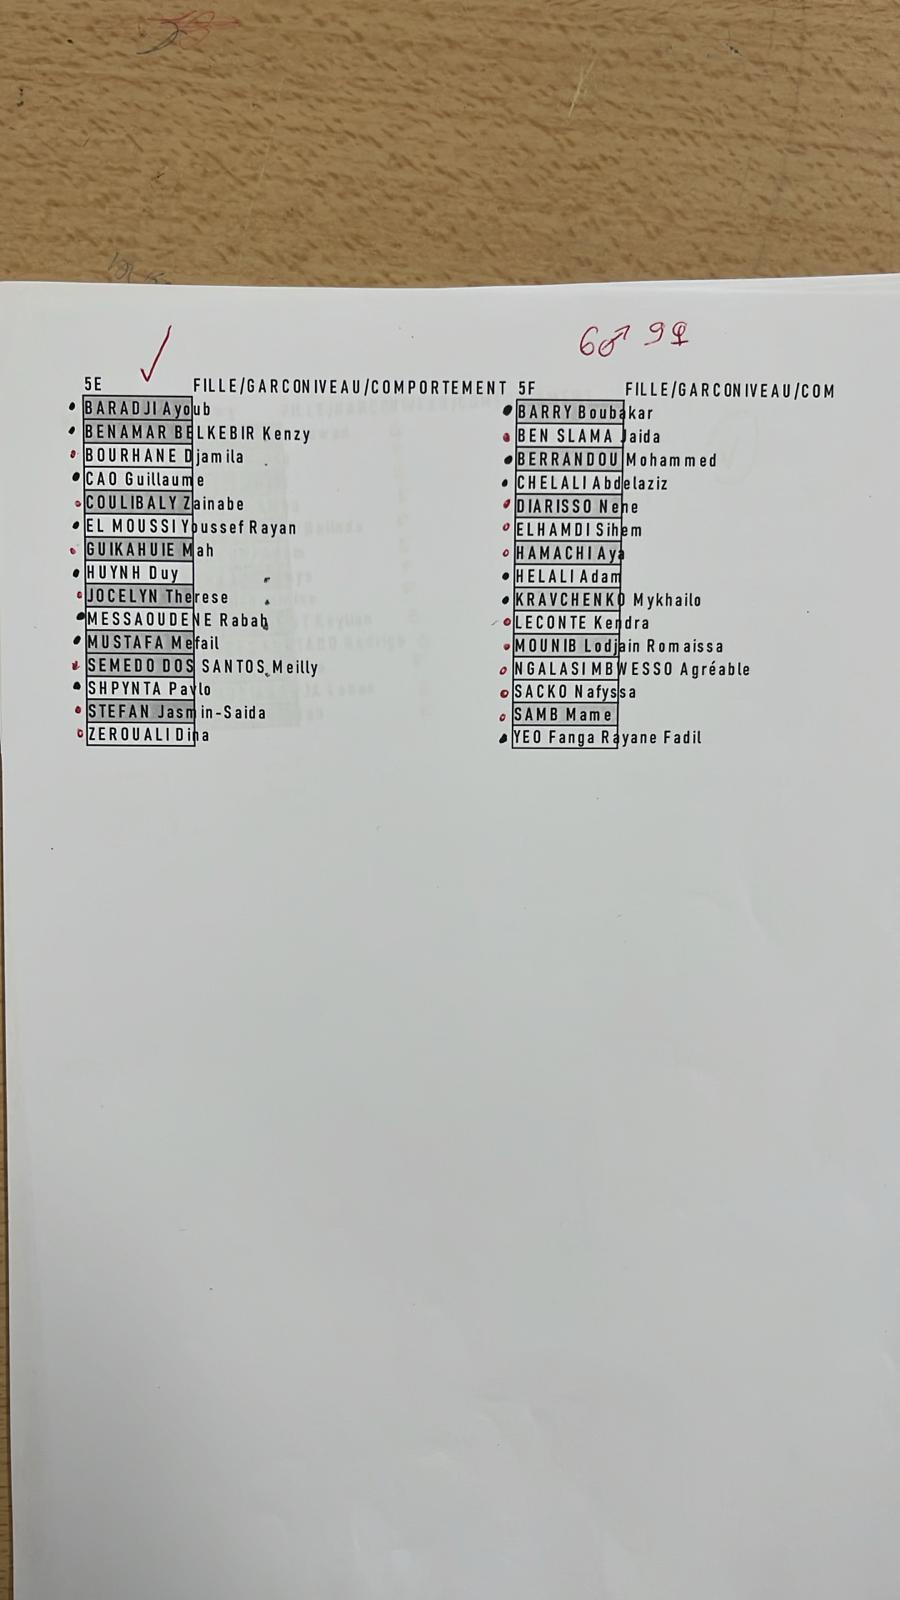 6♂ 9♀
5E FILLE/GARCONIVEAU/COMPORTEMENT
BARADJI Ayoub
BENAMAR BELKEBIR Kenzy
BOURHANE Djamila
CAO Guillaume
COULIBALY Zainabe
EL MOUSSI Youssef Rayan
GUIKAHUIE Mah
HUYNH Duy
JOCELYN Therese
MESSAOUDENE Rabah
MUSTAFA Mefail
SEMEDO DOS SANTOS Meilly
SHPYNTA Pavlo
STEFAN Jasmin-Saida
ZEROUALI Dina
5F FILLE/GARCONIVEAU/COM
BARRY Boubakar
BEN SLAMA Jaida
BERRANDOU Mohammed
CHELALI Abdelaziz
DIARISSO Nene
ELHAMDI Sihem
HAMACHI Aya
HELALI Adam
KRAVCHENKO Mykhailo
LECONTE Kendra
MOUNIB Lodjain Romaissa
NGALASI MBWESSO Agréable
SACKO Nafyssa
SAMB Mame
YEO Fanga Rayane Fadil